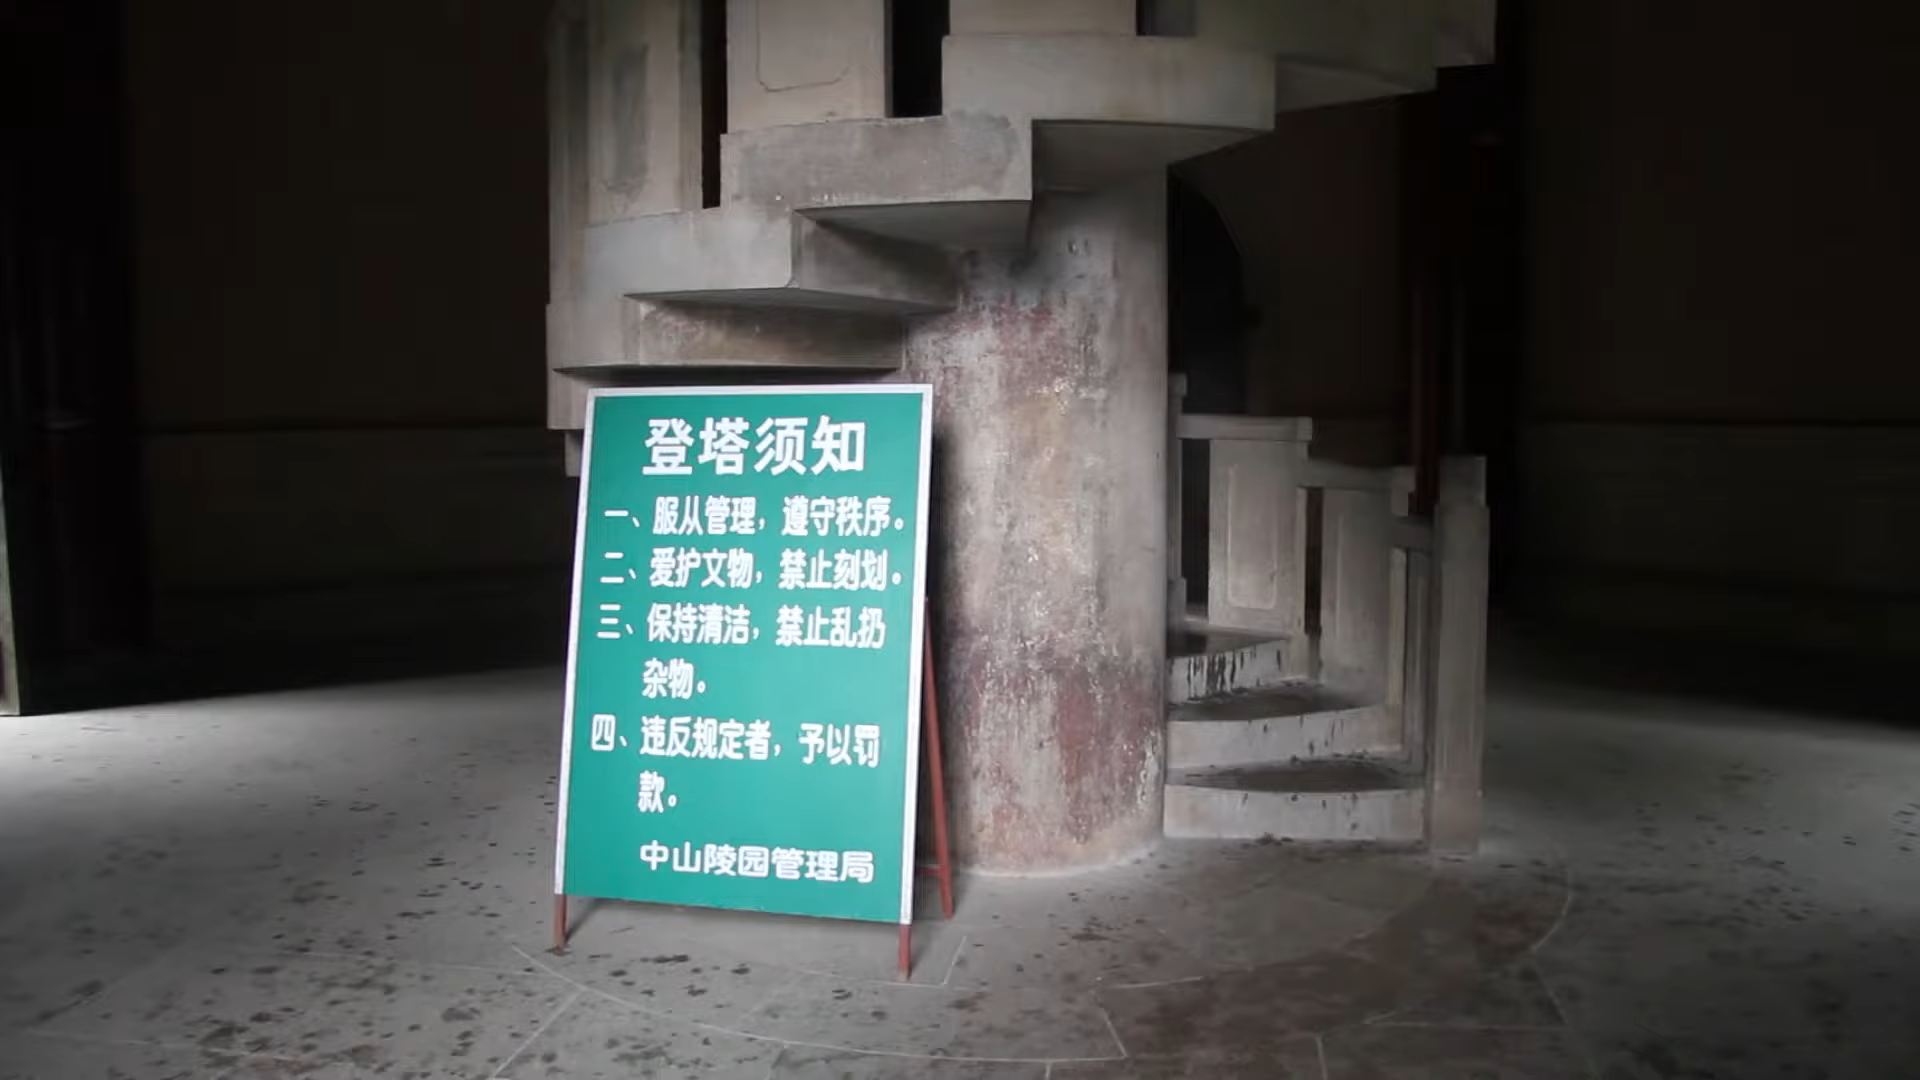 登塔须知
一、服从管理，遵守秩序。
二、爱护文物，禁止刻划。
三、保持清洁，禁止乱扔
杂物。
四、违反规定者，予以罚
款。
中山陵园管理局